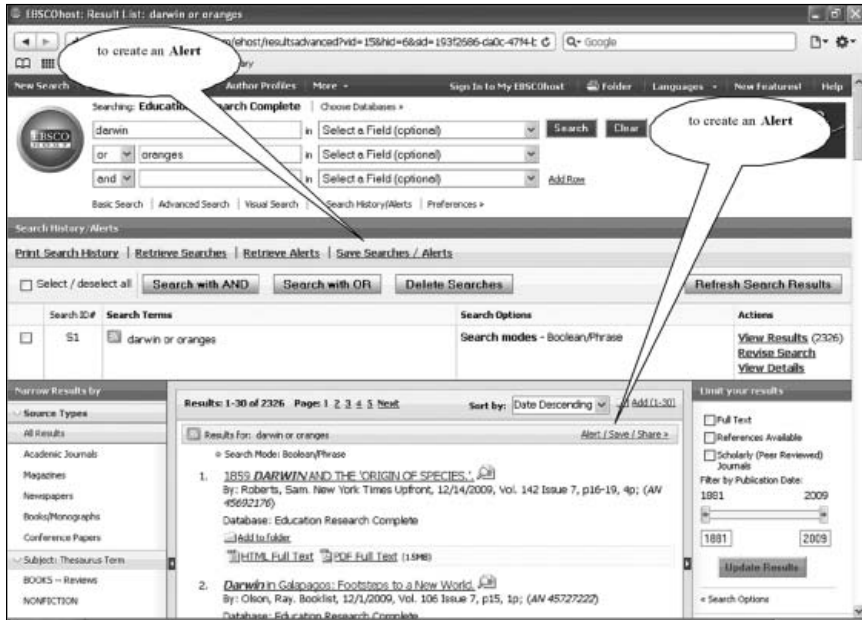 EBSCOhost: Result List: darwin or oranges
to create an Alert
/ehost/resultsadvanced?vid=15&hid=6&sid=193f2686-da0c-47f4-b
Google
New Search
Author Profiles
More
Sign In to My EBSCOhost
Folder
Languages
New Features!
Help
Searching: Education Research Complete | Choose Databases »
EBSCO
HOST
darwin
in
Select a Field (optional)
Search
Clear
to create an Alert
or
oranges
in
Select a Field (optional)
and
in
Select a Field (optional)
Add Row
Basic Search | Advanced Search | Visual Search | Search History/Alerts | Preferences »
Search History/Alerts
Print Search History | Retrieve Searches | Retrieve Alerts | Save Searches / Alerts
Select / deselect all
Search with AND
Search with OR
Delete Searches
Refresh Search Results
Search ID#
Search Terms
Search Options
Actions
S1
darwin or oranges
Search modes - Boolean/Phrase
View Results (2326)
Revise Search
View Details
Narrow Results by
Source Types
All Results
Academic Journals
Magazines
Newspapers
Books/Monographs
Conference Papers
Subject: Thesaurus Term
BOOKS -- Reviews
NONFICTION
Results: 1-30 of 2326 Page: 1 2 3 4 5 Next
Sort by: Date Descending
Add (1-30)
Results for: darwin or oranges
Alert / Save / Share »
Search Mode: Boolean/Phrase
1. 1859 DARWIN AND THE 'ORIGIN OF SPECIES.'.
By: Roberts, Sam. New York Times Upfront, 12/14/2009, Vol. 142 Issue 7, p16-19, 4p; (AN
45692176)
Database: Education Research Complete
Add to folder
HTML Full Text PDF Full Text (1.5MB)
2. Darwin in Galapagos: Footsteps to a New World.
By: Olson, Ray. Booklist, 12/1/2009, Vol. 106 Issue 7, p15, 1p; (AN 45727222)
Database: Education Research Complete
Limit your results
Full Text
References Available
Scholarly (Peer Reviewed)
Journals
Filter by Publication Date:
1881 2009
1881 2009
Update Results
« Search Options